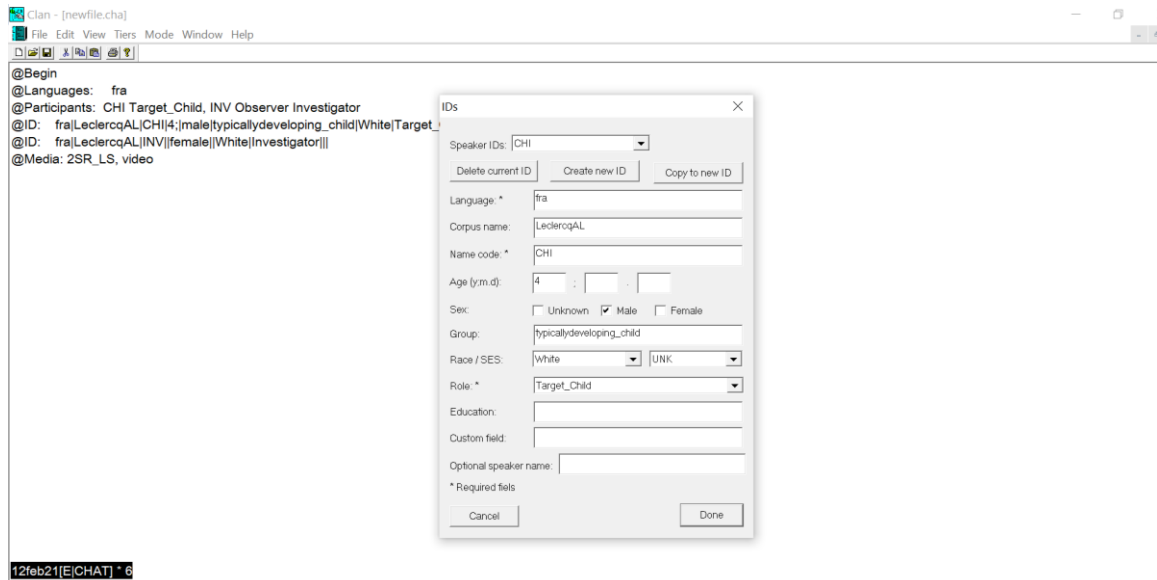 Clan - [newfile.cha]
File Edit View Tiers Mode Window Help
@Begin
@Languages: fra
@Participants: CHI Target_Child, INV Observer Investigator
@ID: fra|LeclercqAL|CHI|4;|male|typicallydeveloping_child|White|Target_
@ID: fra|LeclercqAL|INV||female||White|Investigator|||
@Media: 2SR_LS, video
IDs
Speaker IDs: CHI
Delete current ID Create new ID Copy to new ID
Language: * fra
Corpus name: LeclercqAL
Name code: * CHI
Age (y;m.d): 4 ; .
Sex: Unknown Male Female
Group: typicallydeveloping_child
Race / SES: White UNK
Role: * Target_Child
Education:
Custom field:
Optional speaker name:
* Required fiels
Cancel Done
12feb21[E|CHAT] * 6